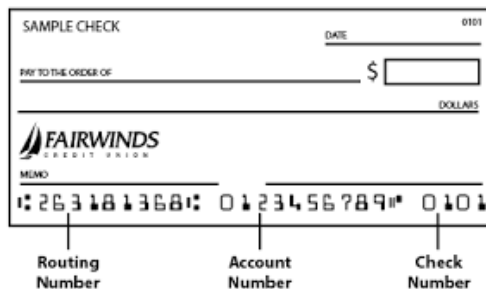 SAMPLE CHECK
0101
DATE
PAY TO THE ORDER OF
$
DOLLARS
FAIRWINDS
CREDIT UNION
MEMO
⑆263181368⑆ 0123456789⑈ 0101
Routing Number
Account Number
Check Number